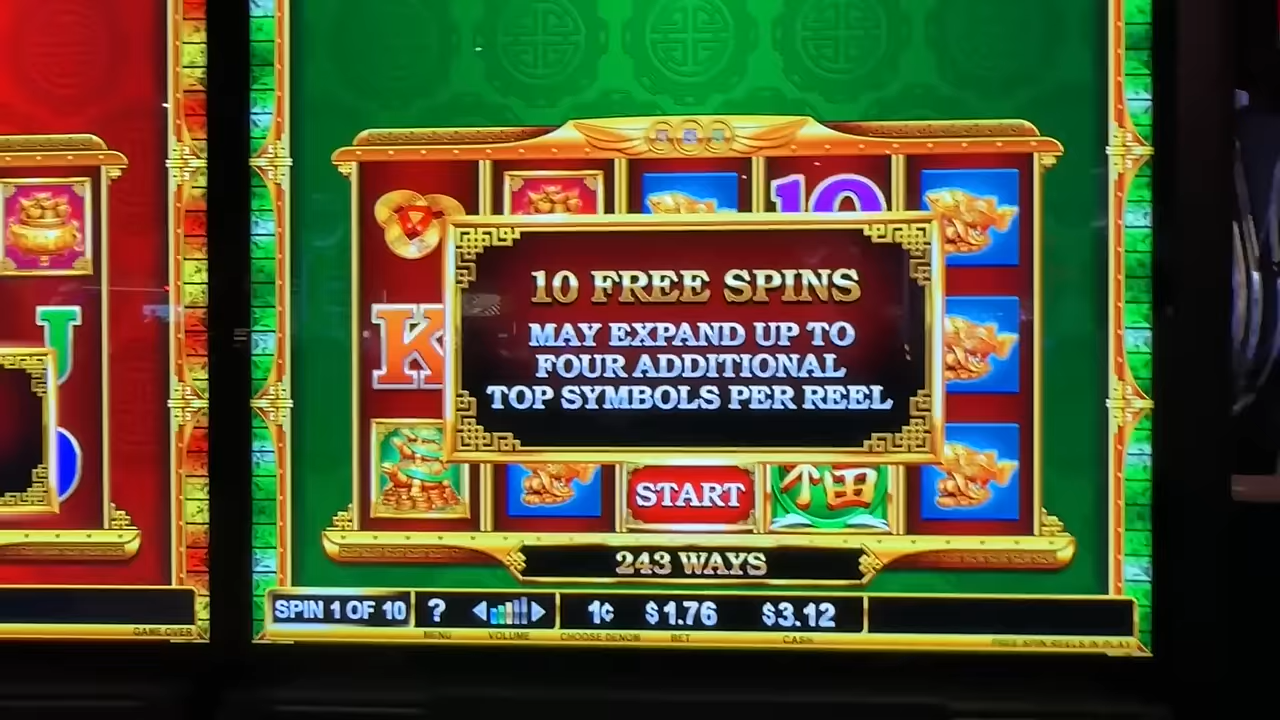 10
10 FREE SPINS
MAY EXPAND UP TO
FOUR ADDITIONAL
TOP SYMBOLS PER REEL
J
K
START
福
243 WAYS
SPIN 1 OF 10 ? 1¢ $1.76 $3.12
MENU VOLUME CHOOSE DENOM BET CASH
GAME OVER
FREE SPIN REELS IN PLAY